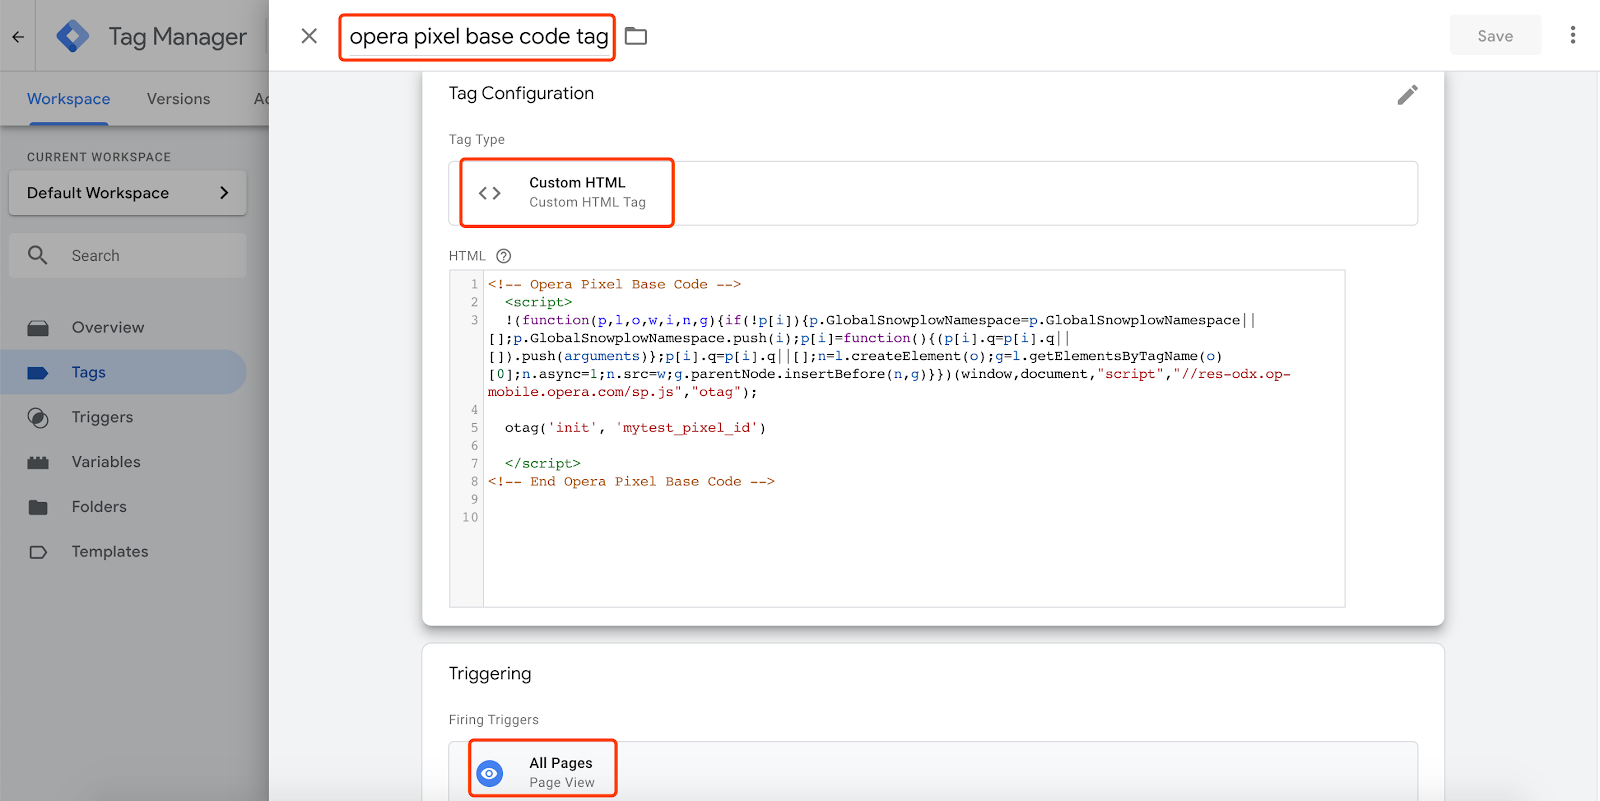 Tag Manager
opera pixel base code tag
Save
Workspace
Versions
CURRENT WORKSPACE
Default Workspace
Search
Overview
Tags
Triggers
Variables
Folders
Templates
Tag Configuration
Tag Type
Custom HTML
Custom HTML Tag
HTML
1 <!-- Opera Pixel Base Code -->
2 <script>
3 !(function(p,l,o,w,i,n,g){if(!p[i]){p.GlobalSnowplowNamespace=p.GlobalSnowplowNamespace||
[];p.GlobalSnowplowNamespace.push(i);p[i]=function(){(p[i].q=p[i].q||
[]).push(arguments)};p[i].q=p[i].q||[];n=l.createElement(o);g=l.getElementsByTagName(o)
[0];n.async=1;n.src=w;g.parentNode.insertBefore(n,g)}})(window,document,"script","//res-odx.op-
mobile.opera.com/sp.js","otag");
4
5 otag('init', 'mytest_pixel_id')
6
7 </script>
8 <!-- End Opera Pixel Base Code -->
9
10
Triggering
Firing Triggers
All Pages
Page View